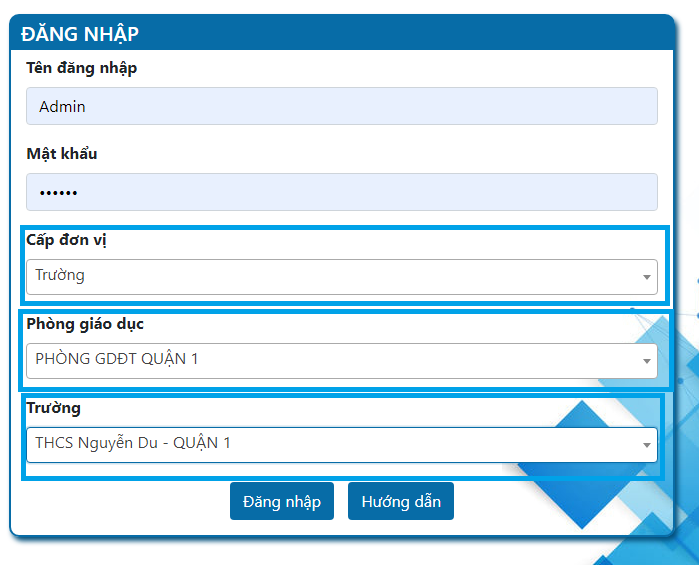 ĐĂNG NHẬP
Tên đăng nhập
Admin
Mật khẩu
••••••
Cấp đơn vị
Trường
Phòng giáo dục
PHÒNG GDĐT QUẬN 1
Trường
THCS Nguyễn Du - QUẬN 1
Đăng nhập
Hướng dẫn